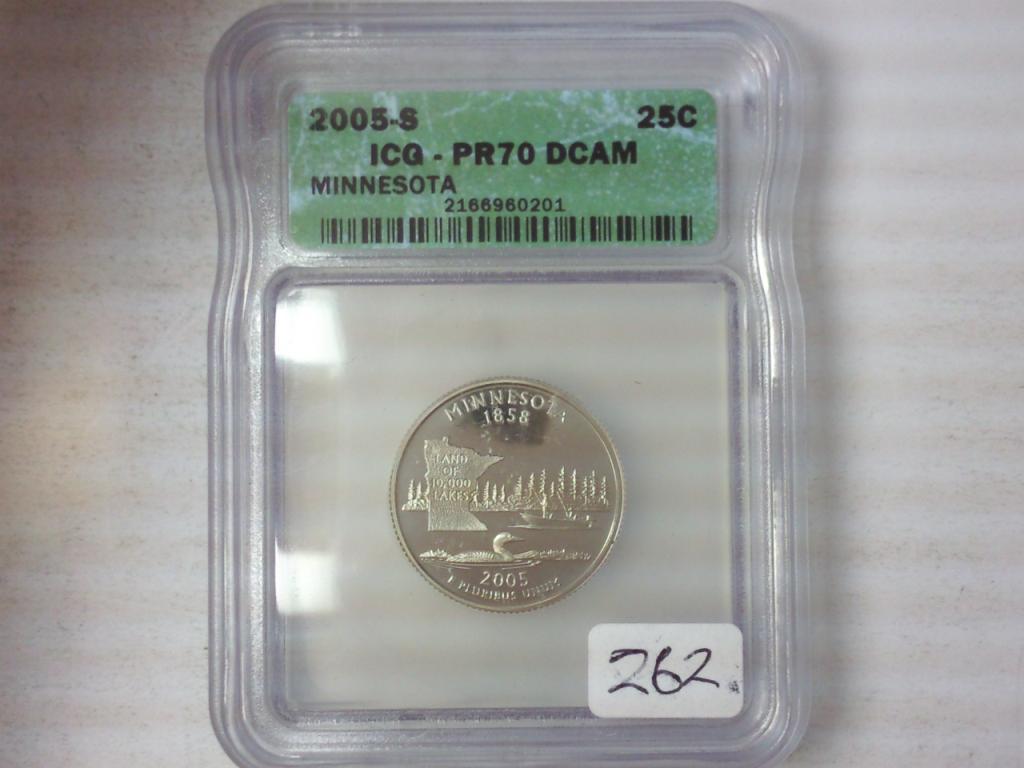 2005-S 25C
ICG - PR70 DCAM
MINNESOTA
2166960201
MINNESOTA
1858
LAND
OF
10,000
LAKES
2005
E PLURIBUS UNUM
262